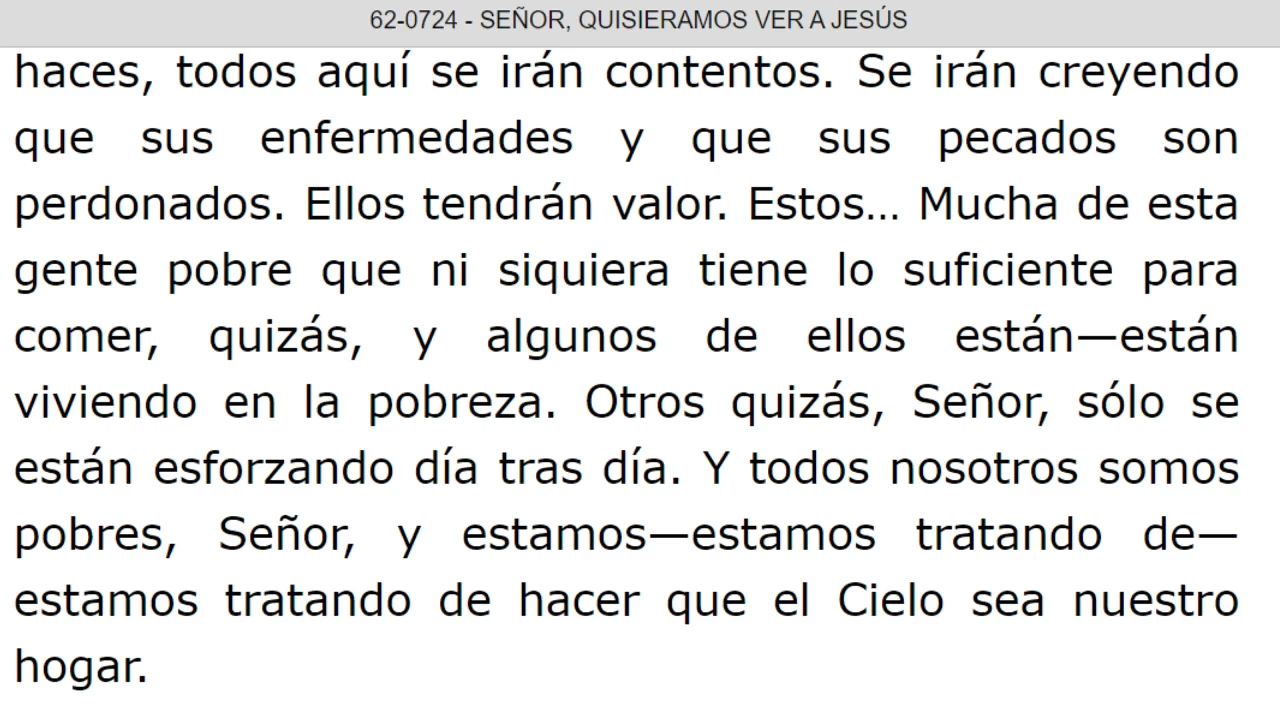 62-0724 - SEÑOR, QUISIERAMOS VER A JESÚS
haces, todos aquí se irán contentos. Se irán creyendo
que sus enfermedades y que sus pecados son
perdonados. Ellos tendrán valor. Estos… Mucha de esta
gente pobre que ni siquiera tiene lo suficiente para
comer, quizás, y algunos de ellos están—están
viviendo en la pobreza. Otros quizás, Señor, sólo se
están esforzando día tras día. Y todos nosotros somos
pobres, Señor, y estamos—estamos tratando de—
estamos tratando de hacer que el Cielo sea nuestro
hogar.